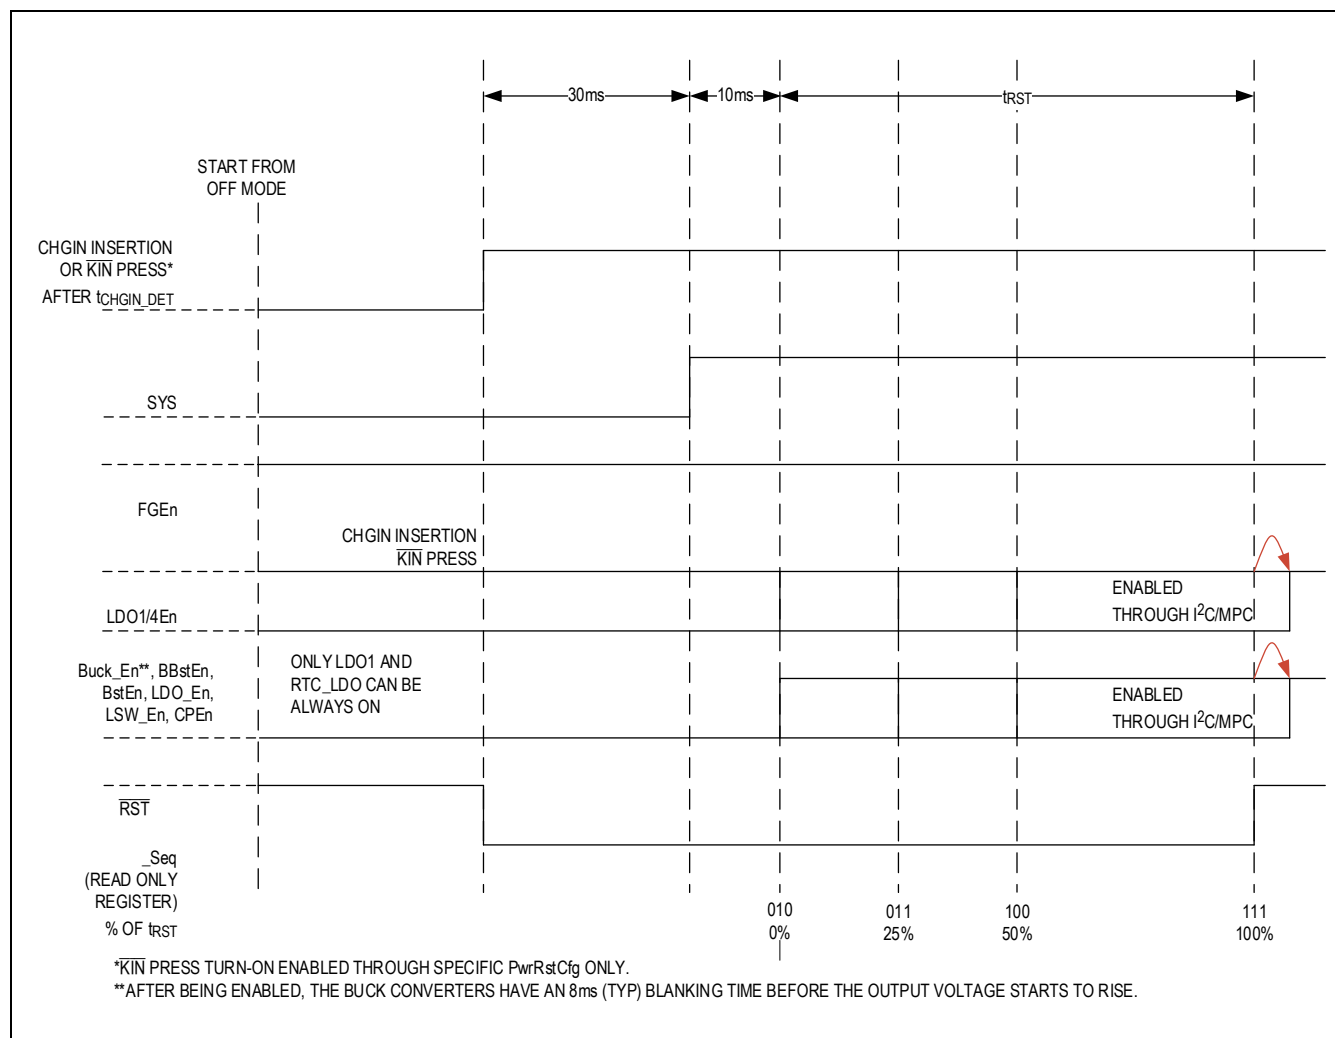 30ms
10ms
tRST
START FROM
OFF MODE
CHGIN INSERTION
OR KIN PRESS*
AFTER tCHGIN_DET
SYS
FGEn
CHGIN INSERTION
KIN PRESS
LDO1/4En
ENABLED
THROUGH I²C/MPC
Buck_En**, BBstEn,
BstEn, LDO_En,
LSW_En, CPEn
ONLY LDO1 AND
RTC_LDO CAN BE
ALWAYS ON
ENABLED
THROUGH I²C/MPC
RST
_Seq
(READ ONLY
REGISTER)
% OF tRST
010
0%
011
25%
100
50%
111
100%
*KIN PRESS TURN-ON ENABLED THROUGH SPECIFIC PwrRstCfg ONLY.
**AFTER BEING ENABLED, THE BUCK CONVERTERS HAVE AN 8ms (TYP) BLANKING TIME BEFORE THE OUTPUT VOLTAGE STARTS TO RISE.